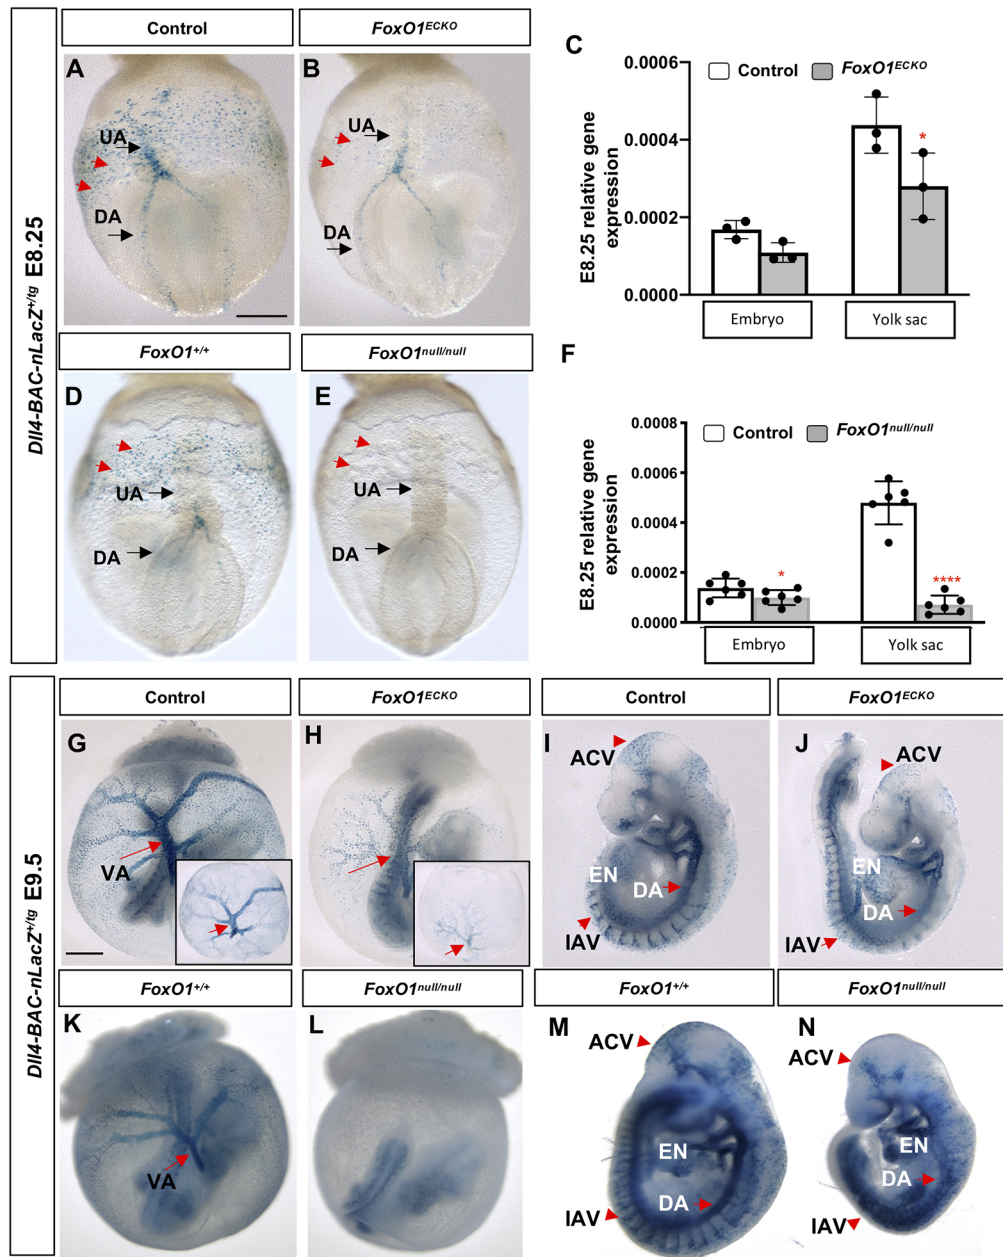 Dll4-BAC-nLacZ+/tg E8.25
Control
FoxO1ECKO
A
UA
DA
B
UA
DA
C
Control
FoxO1ECKO
E8.25 relative gene
expression
0.0006
0.0004
0.0002
0.0000
*
Embryo
Yolk sac
FoxO1+/+
FoxO1null/null
D
UA
DA
E
UA
DA
F
Control
FoxO1null/null
E8.25 relative gene
expression
0.0008
0.0006
0.0004
0.0002
0.0000
*
****
Embryo
Yolk sac
Dll4-BAC-nLacZ+/tg E9.5
Control
FoxO1ECKO
Control
FoxO1ECKO
G
VA
H
I
ACV
EN
DA
IAV
J
ACV
EN
DA
IAV
FoxO1+/+
FoxO1null/null
FoxO1+/+
FoxO1null/null
K
VA
L
M
ACV
EN
DA
IAV
N
ACV
EN
DA
IAV